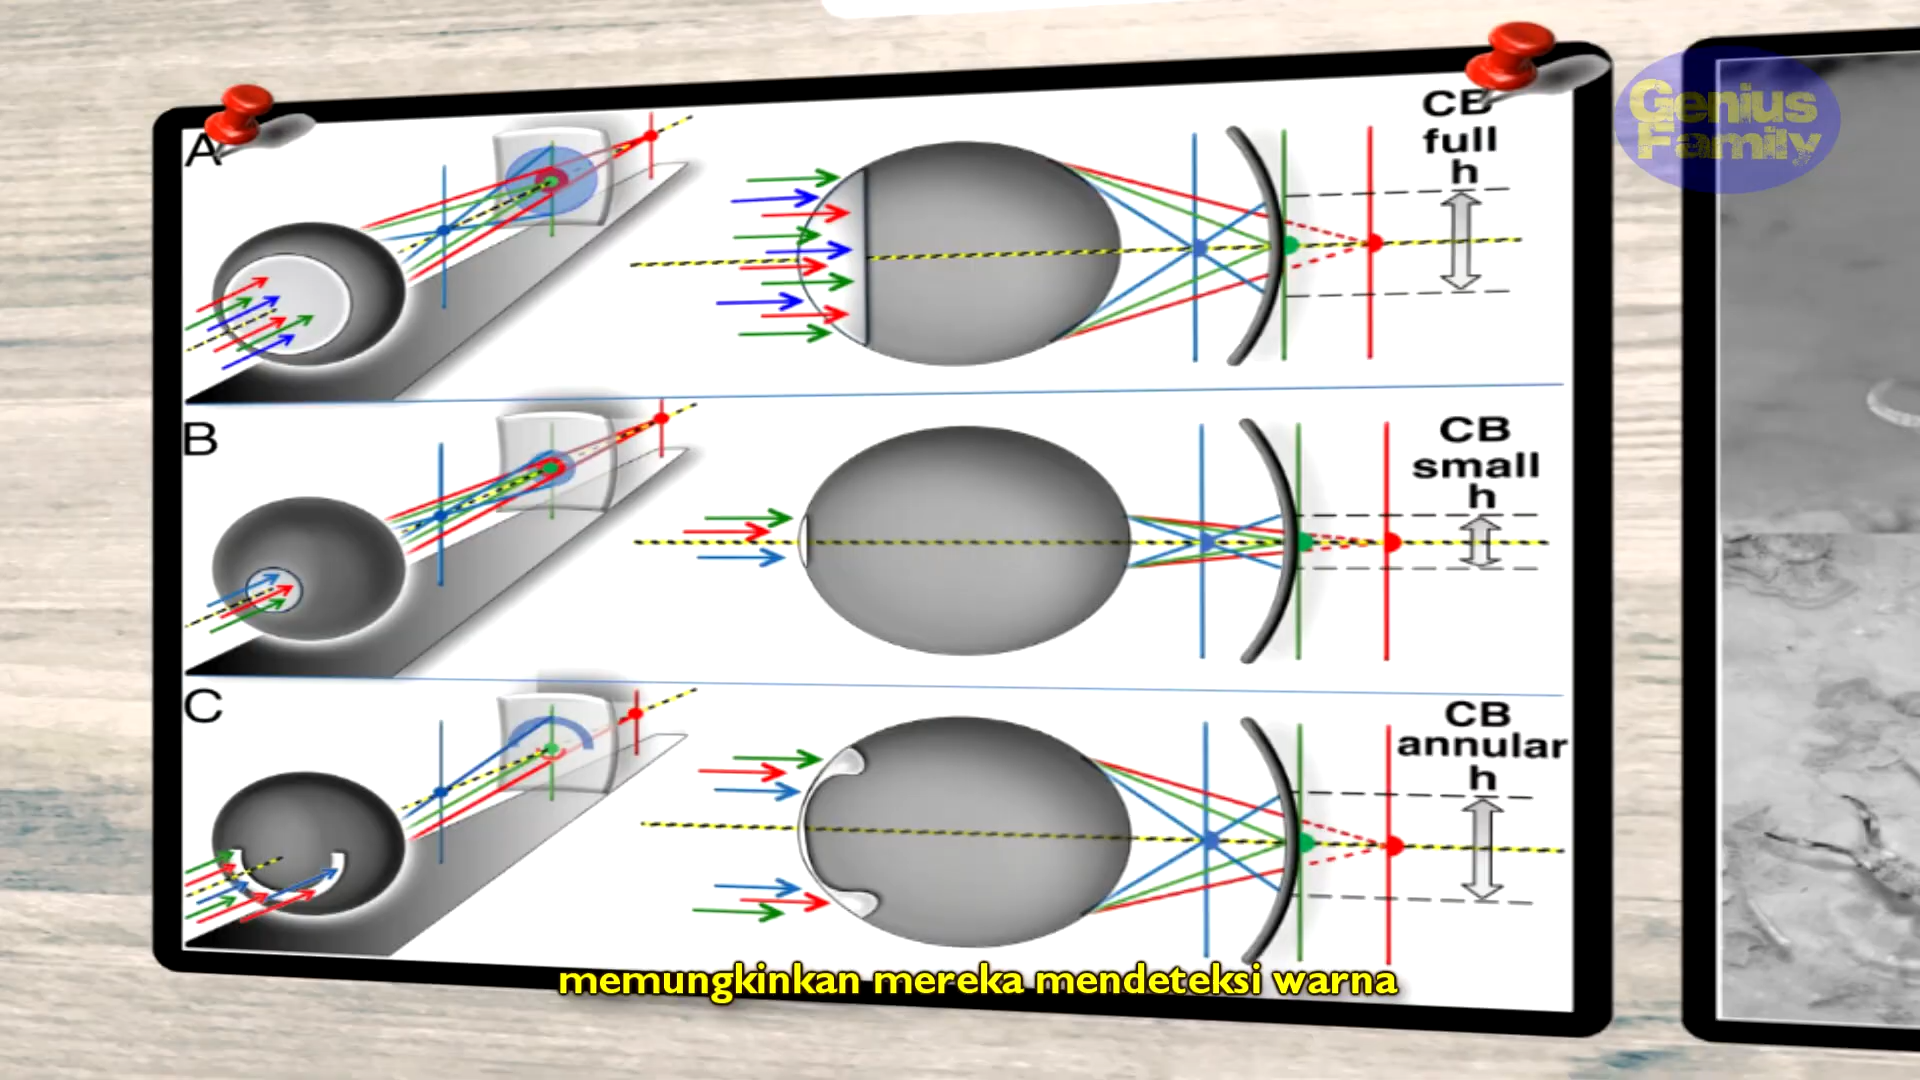 Genius
Family
A
CB
full
h
B
CB
small
h
C
CB
annular
h
memungkinkan mereka mendeteksi warna